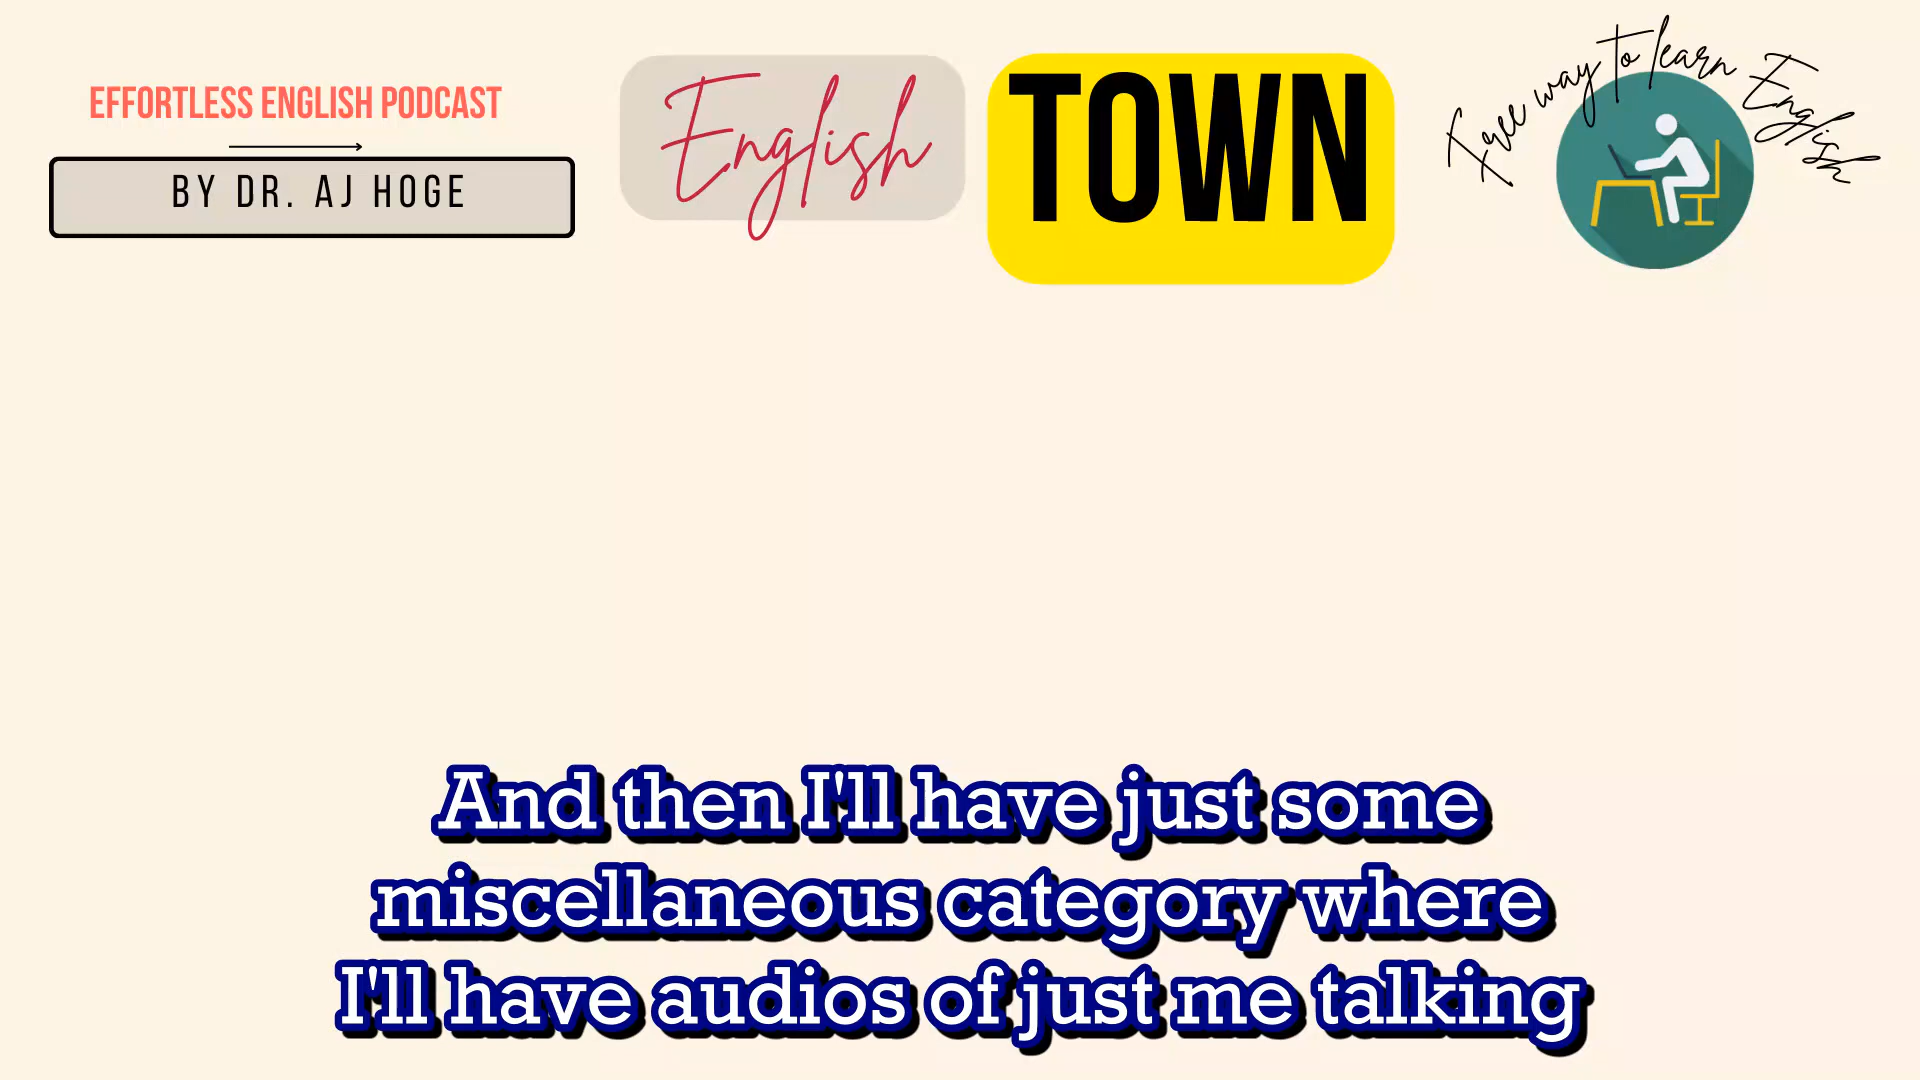 EFFORTLESS ENGLISH PODCAST
BY DR. AJ HOGE
English
TOWN
Free way to learn English
And then I'll have just some
miscellaneous category where
I'll have audios of just me talking